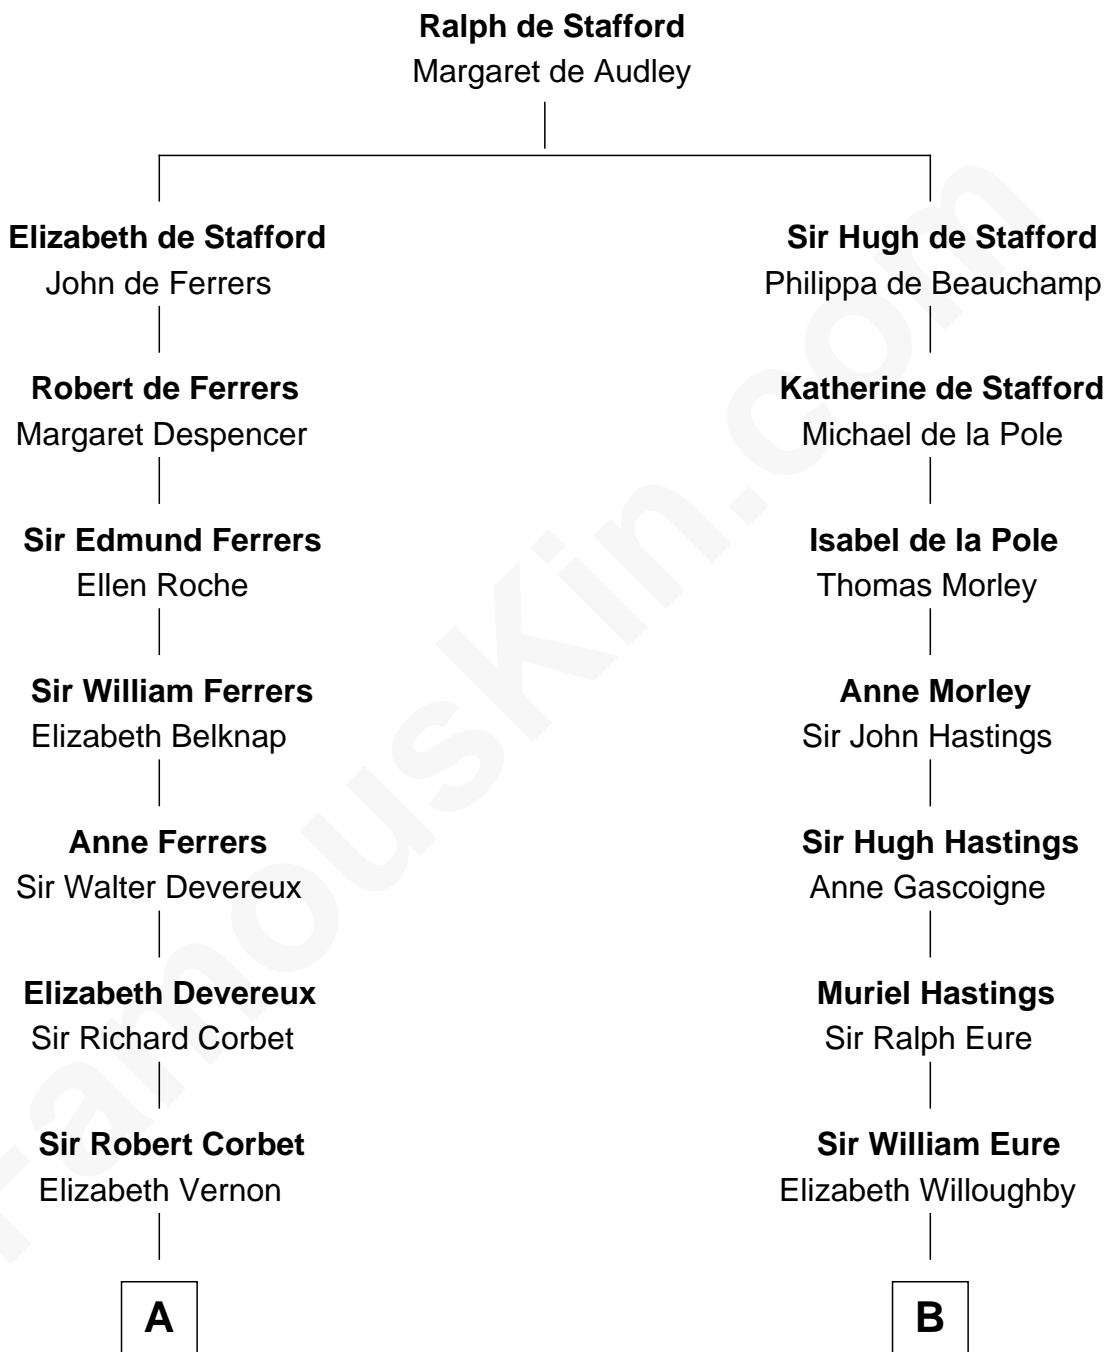 Ralph de Stafford
Margaret de Audley
Elizabeth de Stafford
John de Ferrers
Sir Hugh de Stafford
Philippa de Beauchamp
Robert de Ferrers
Margaret Despencer
Katherine de Stafford
Michael de la Pole
Sir Edmund Ferrers
Ellen Roche
Isabel de la Pole
Thomas Morley
Sir William Ferrers
Elizabeth Belknap
Anne Morley
Sir John Hastings
Anne Ferrers
Sir Walter Devereux
Sir Hugh Hastings
Anne Gascoigne
Elizabeth Devereux
Sir Richard Corbet
Muriel Hastings
Sir Ralph Eure
Sir Robert Corbet
Elizabeth Vernon
Sir William Eure
Elizabeth Willoughby
A
B
FamousKin.com